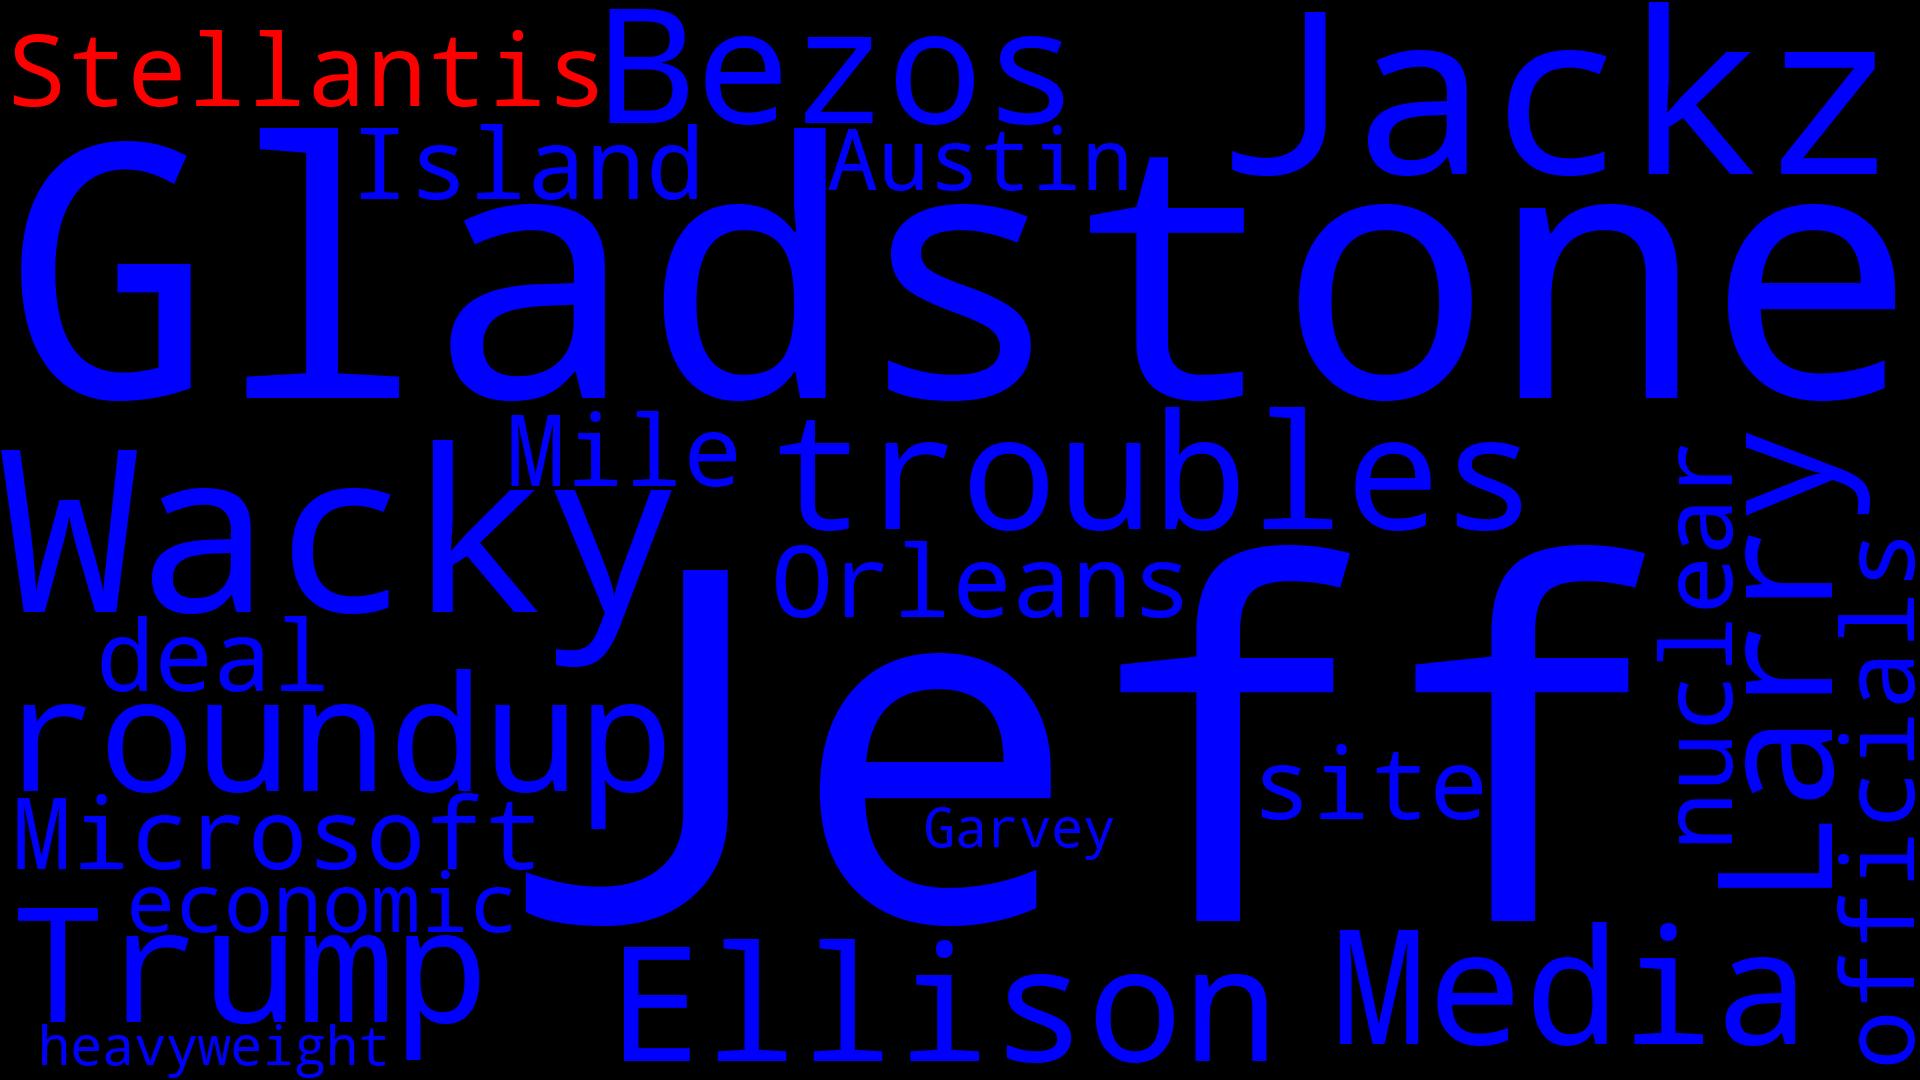 Stellantis
Bezos
Jackz
Island
Austin
Gladstone
Mile
troubles
Wacky
Orleans
Jeff
nuclear
Larry
officials
deal
roundup
site
Microsoft
Garvey
economic
Trump
Ellison
Media
heavyweight